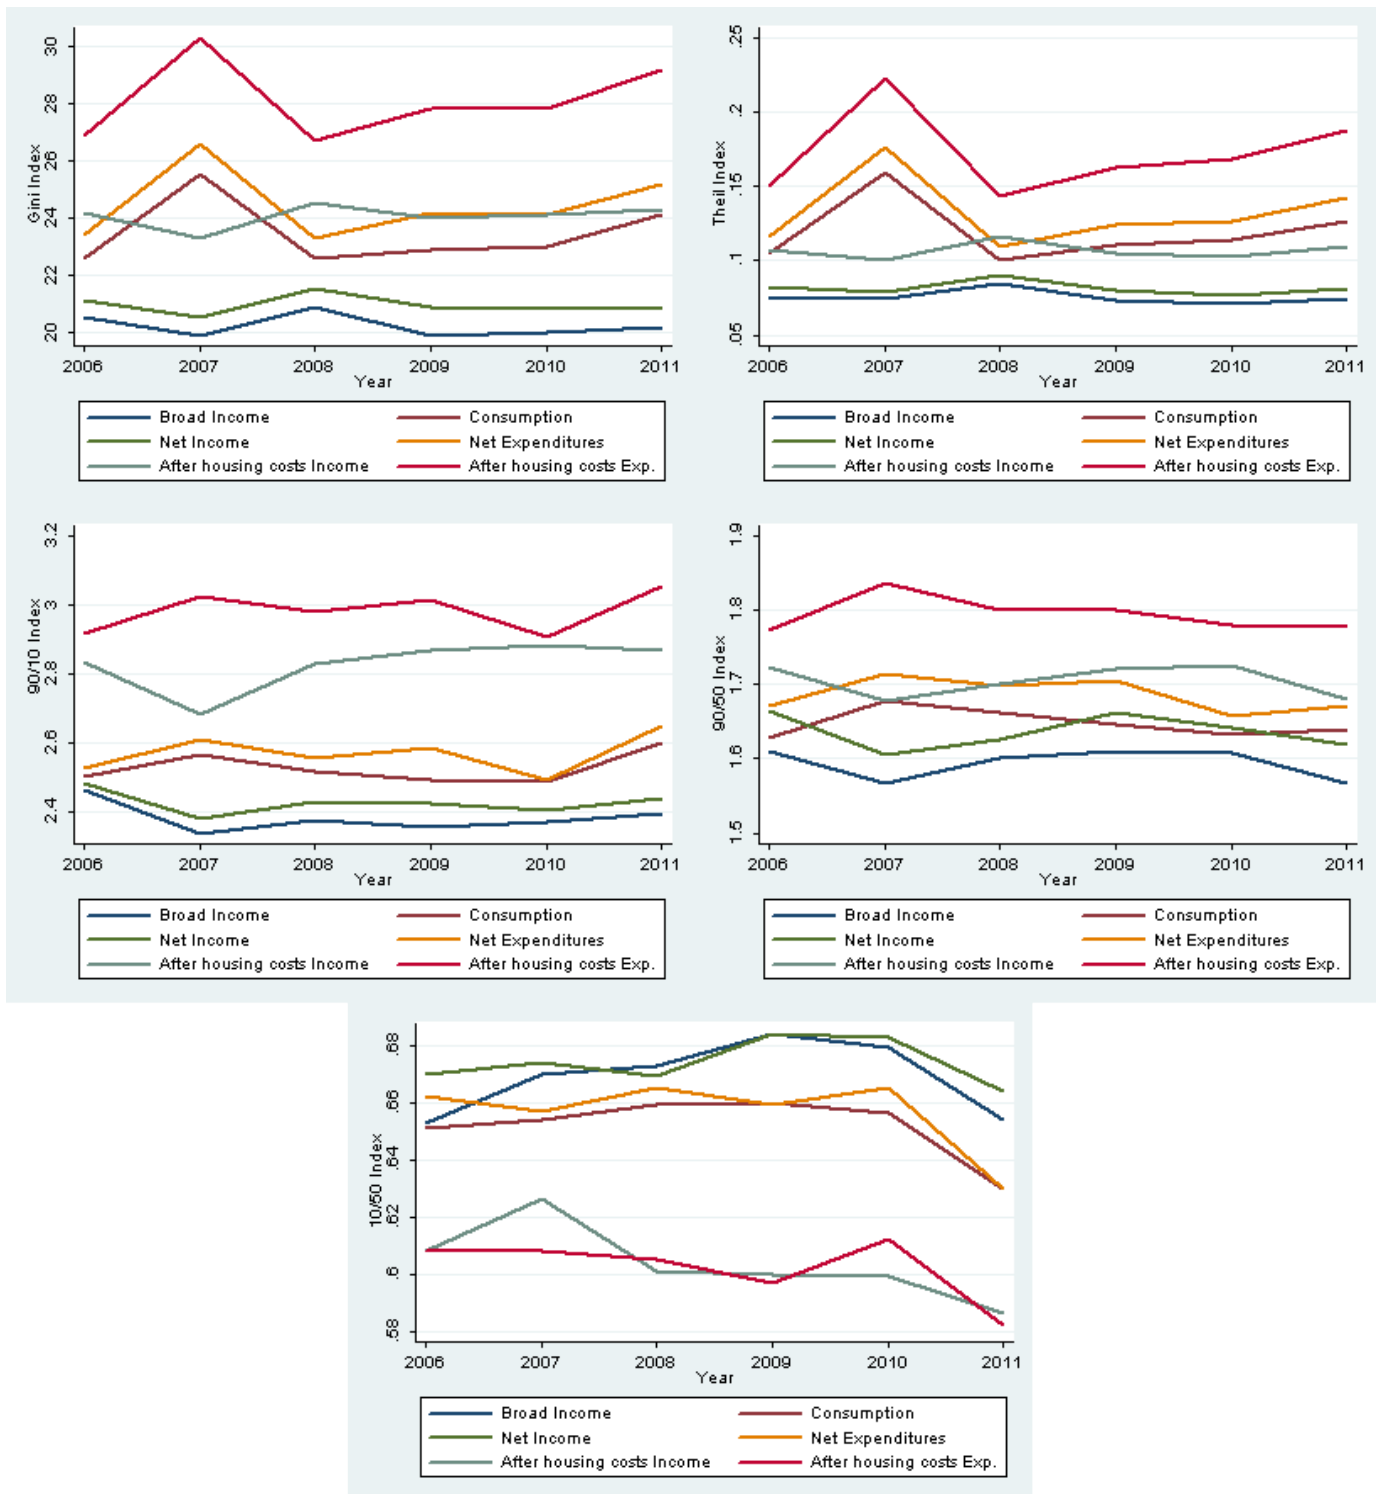 Gini Index
30
28
26
24
22
20
2006 2007 2008 2009 2010 2011
Year
Broad Income Consumption
Net Income Net Expenditures
After housing costs Income After housing costs Exp.
Theil Index
.25
.2
.15
.1
.05
2006 2007 2008 2009 2010 2011
Year
Broad Income Consumption
Net Income Net Expenditures
After housing costs Income After housing costs Exp.
90/10 Index
3.2
3
2.8
2.6
2.4
2006 2007 2008 2009 2010 2011
Year
Broad Income Consumption
Net Income Net Expenditures
After housing costs Income After housing costs Exp.
90/50 Index
1.9
1.8
1.7
1.6
1.5
2006 2007 2008 2009 2010 2011
Year
Broad Income Consumption
Net Income Net Expenditures
After housing costs Income After housing costs Exp.
10/50 Index
.68
.66
.64
.62
.6
.58
2006 2007 2008 2009 2010 2011
Year
Broad Income Consumption
Net Income Net Expenditures
After housing costs Income After housing costs Exp.